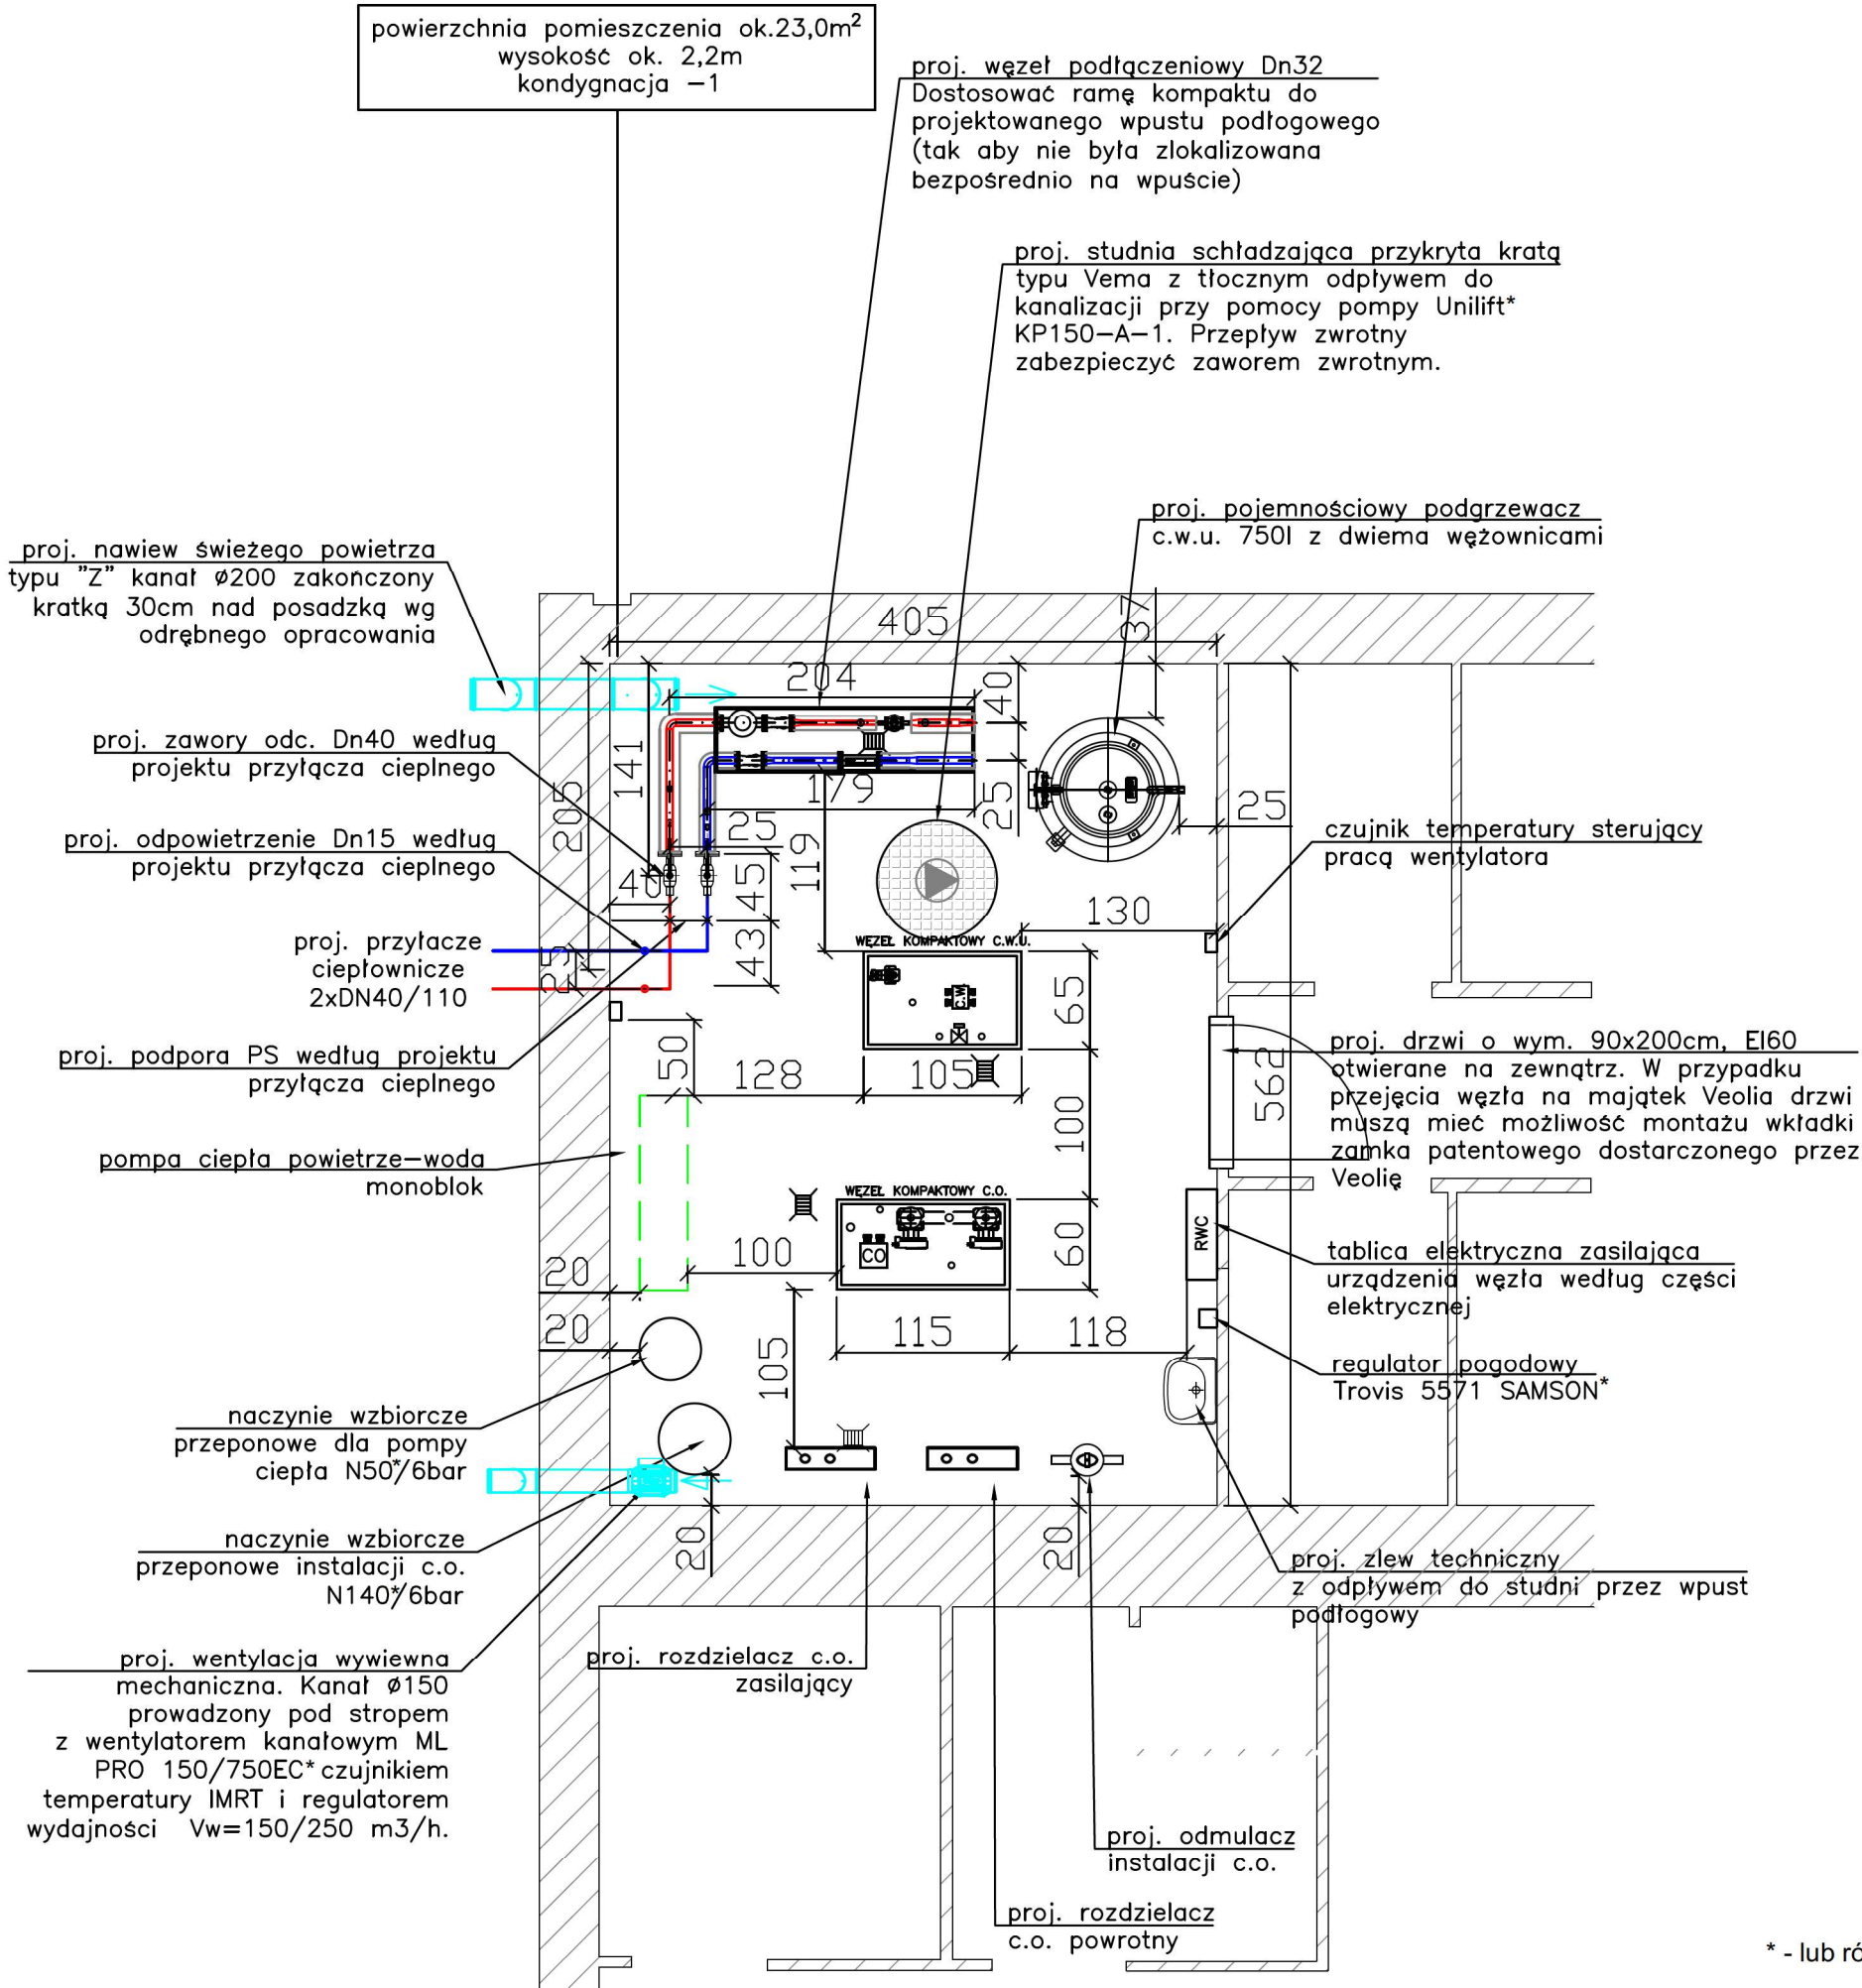 powierzchnia pomieszczenia ok.23,0m²
wysokość ok. 2,2m
kondygnacja -1
proj. węzeł podłączeniowy Dn32
Dostosować ramę kompaktu do
projektowanego wpustu podłogowego
(tak aby nie była zlokalizowana
bezpośrednio na wpuście)
proj. studnia schładzająca przykryta kratą
typu Vema z tłocznym odpływem do
kanalizacji przy pomocy pompy Unilift*
KP150-A-1. Przepływ zwrotny
zabezpieczyć zaworem zwrotnym.
proj. pojemnościowy podgrzewacz
c.w.u. 750l z dwiema wężownicami
proj. nawiew świeżego powietrza
typu "Z" kanał ø200 zakończony
kratką 30cm nad posadzką wg
odrębnego opracowania
proj. zawory odc. Dn40 według
projektu przyłącza cieplnego
proj. odpowietrzenie Dn15 według
projektu przyłącza cieplnego
proj. przyłacze
ciepłownicze
2xDN40/110
proj. podpora PS według projektu
przyłącza cieplnego
pompa ciepła powietrze-woda
monoblok
naczynie wzbiorcze
przeponowe dla pompy
ciepła N50*/6bar
naczynie wzbiorcze
przeponowe instalacji c.o.
N140*/6bar
proj. wentylacja wywiewna
mechaniczna. Kanał ø150
prowadzony pod stropem
z wentylatorem kanałowym ML
PRO 150/750EC* czujnikiem
temperatury IMRT i regulatorem
wydajności Vw=150/250 m3/h.
405
37
204
40
141
205
179
25
25
25
119
40
45
43
25
130
WĘZEŁ KOMPAKTOWY C.W.U.
C.W.
65
50
128
105
562
100
WĘZEŁ KOMPAKTOWY C.O.
CO
RWC
60
100
20
20
115
118
105
20
20
czujnik temperatury sterujący
pracą wentylatora
proj. drzwi o wym. 90x200cm, EI60
otwierane na zewnątrz. W przypadku
przejęcia węzła na majątek Veolia drzwi
muszą mieć możliwość montażu wkładki
zamka patentowego dostarczonego przez
Veolię
tablica elektryczna zasilająca
urządzenia węzła według części
elektrycznej
regulator pogodowy
Trovis 5571 SAMSON*
proj. zlew techniczny
z odpływem do studni przez wpust
podłogowy
proj. rozdzielacz c.o.
zasilający
proj. odmulacz
instalacji c.o.
proj. rozdzielacz
c.o. powrotny
* - lub ró